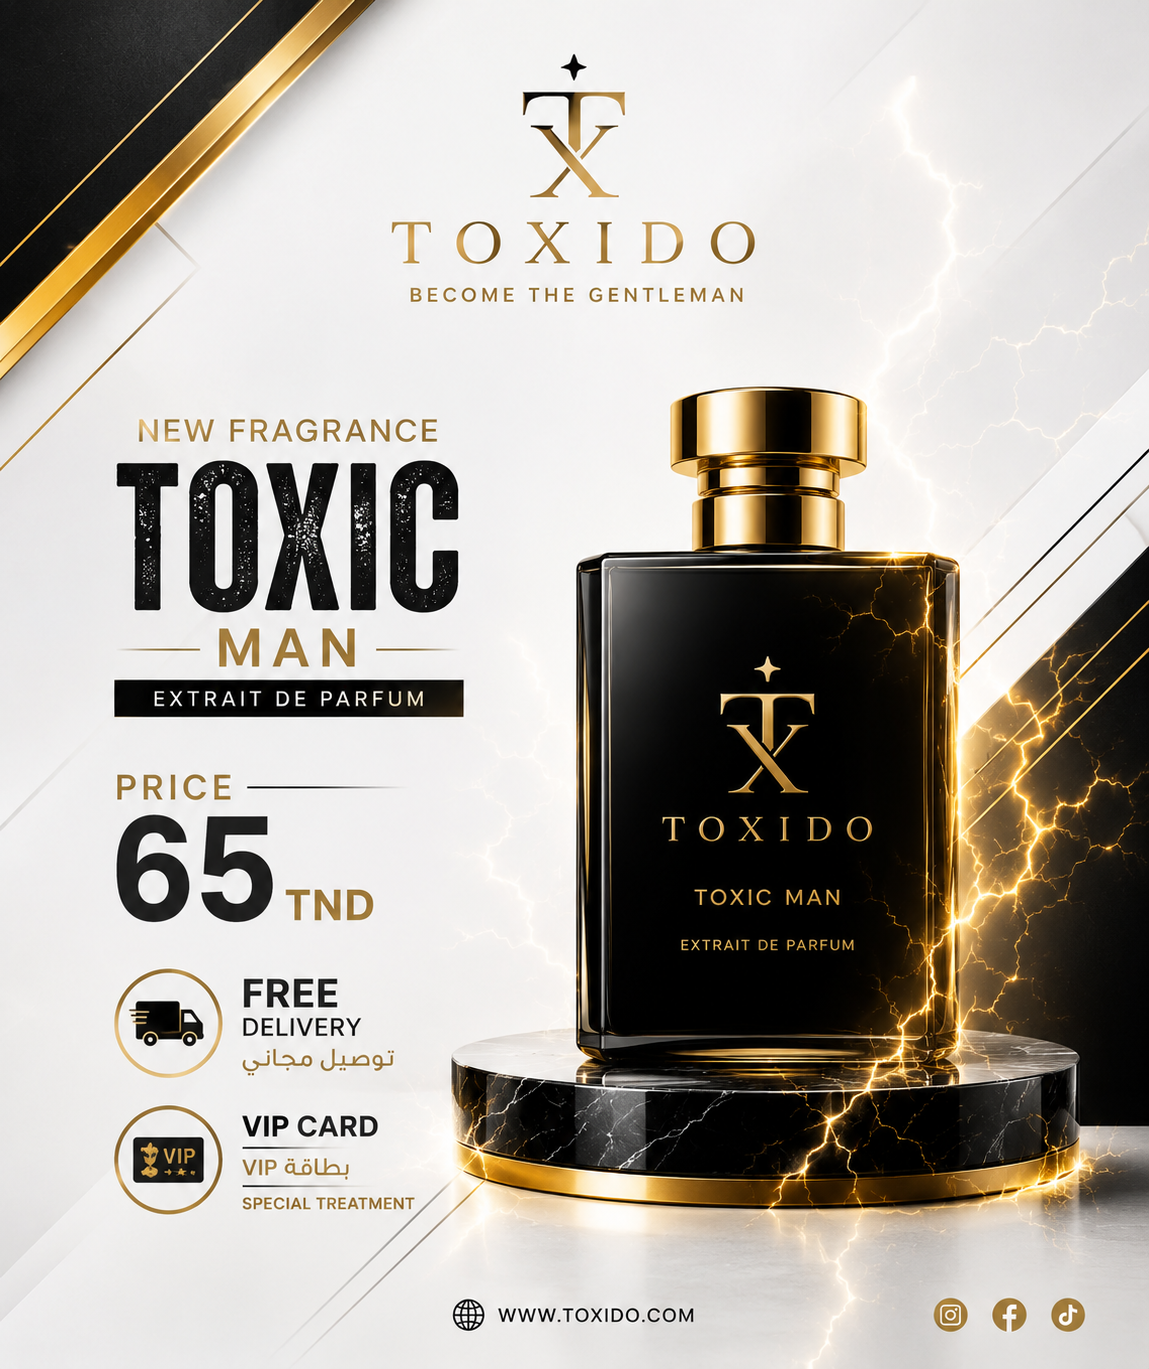 TX
TOXIDO
BECOME THE GENTLEMAN
NEW FRAGRANCE
TOXIC
MAN
EXTRAIT DE PARFUM
PRICE
65 TND
FREE
DELIVERY
توصيل مجاني
VIP
VIP CARD
بطاقة VIP
SPECIAL TREATMENT
TX
TOXIDO
TOXIC MAN
EXTRAIT DE PARFUM
WWW.TOXIDO.COM